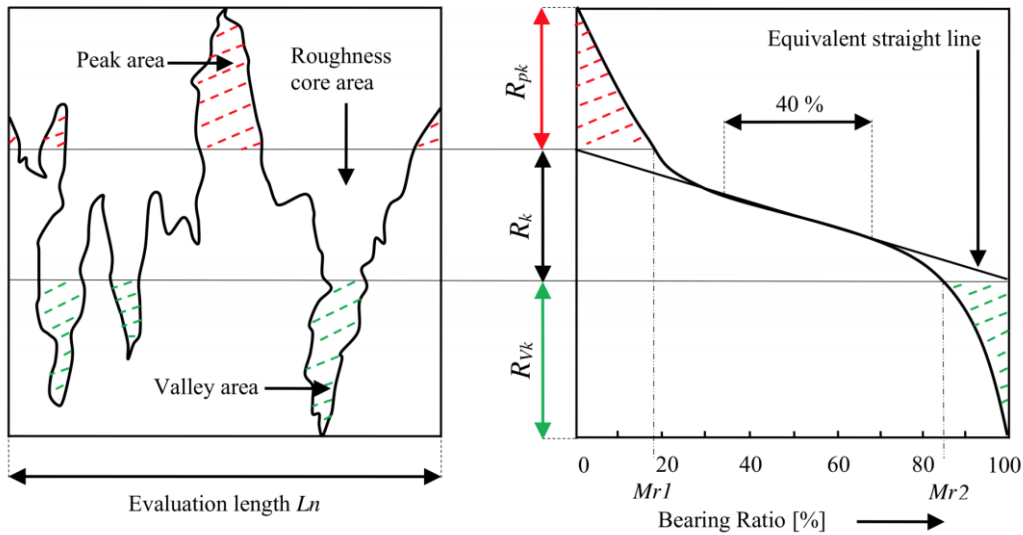 Peak area
Roughness
core area
Valley area
Evaluation length Ln
Rpk
Rk
RVk
Equivalent straight line
40 %
0 20 40 60 80 100
Mr1 Mr2
Bearing Ratio [%]